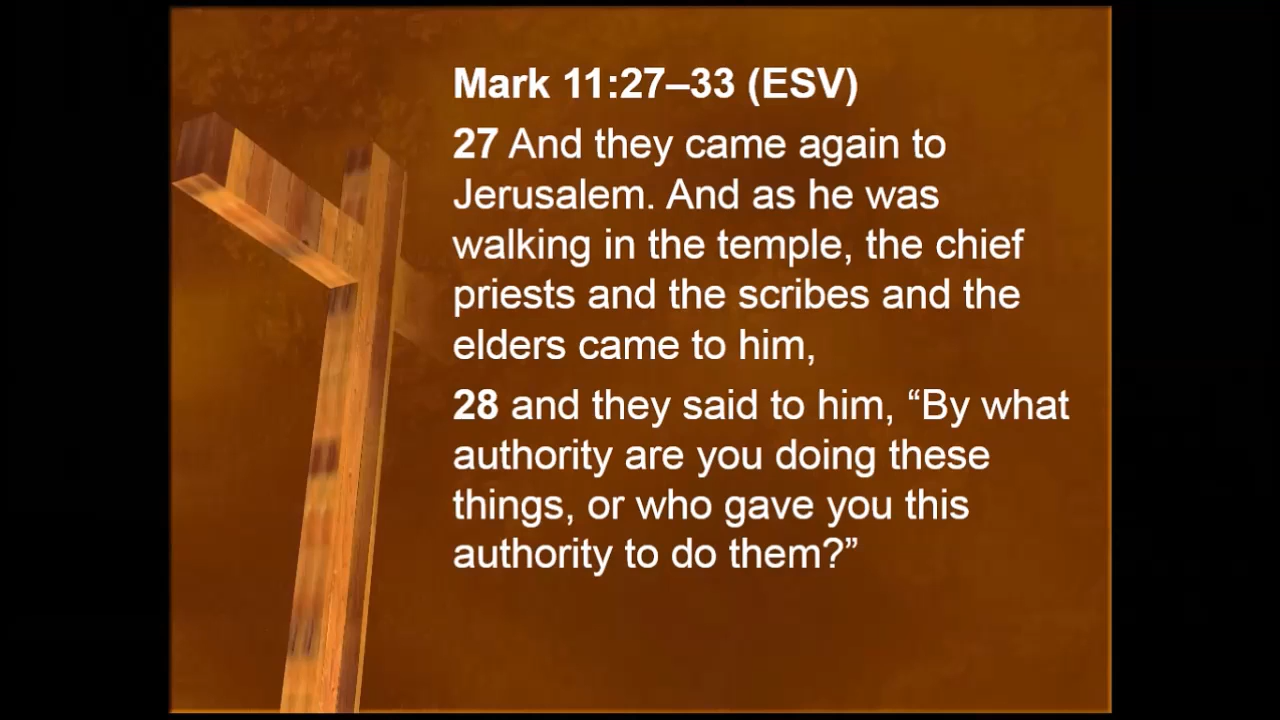 Mark 11:27–33 (ESV)
27 And they came again to
Jerusalem. And as he was
walking in the temple, the chief
priests and the scribes and the
elders came to him,
28 and they said to him, “By what
authority are you doing these
things, or who gave you this
authority to do them?”